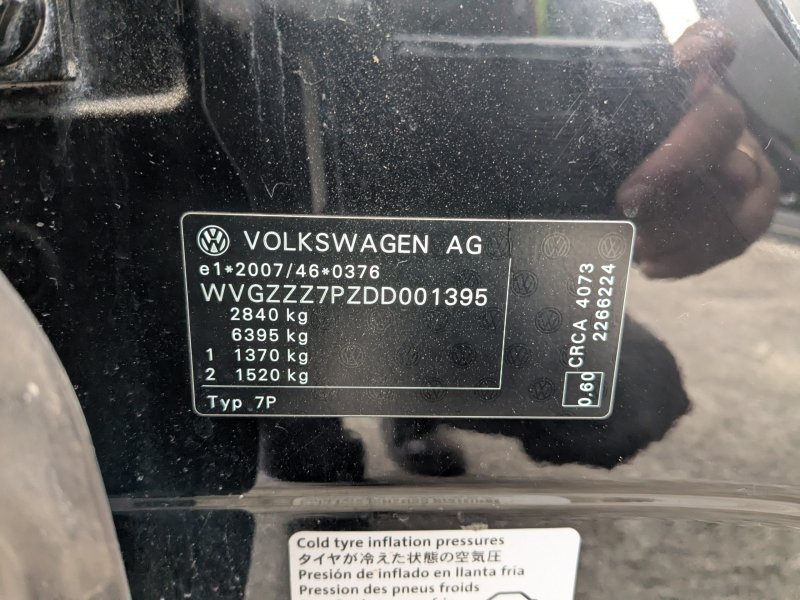 VOLKSWAGEN AG
e1*2007/46*0376
WVGZZZ7PZDD001395
2840 kg
6395 kg
1 1370 kg
2 1520 kg
Typ 7P
CRCA 4073
2266224
0.60
Cold tyre inflation pressures
タイヤが冷えた状態の空気圧
Presión de inflado en llanta fría
Pression des pneus froids